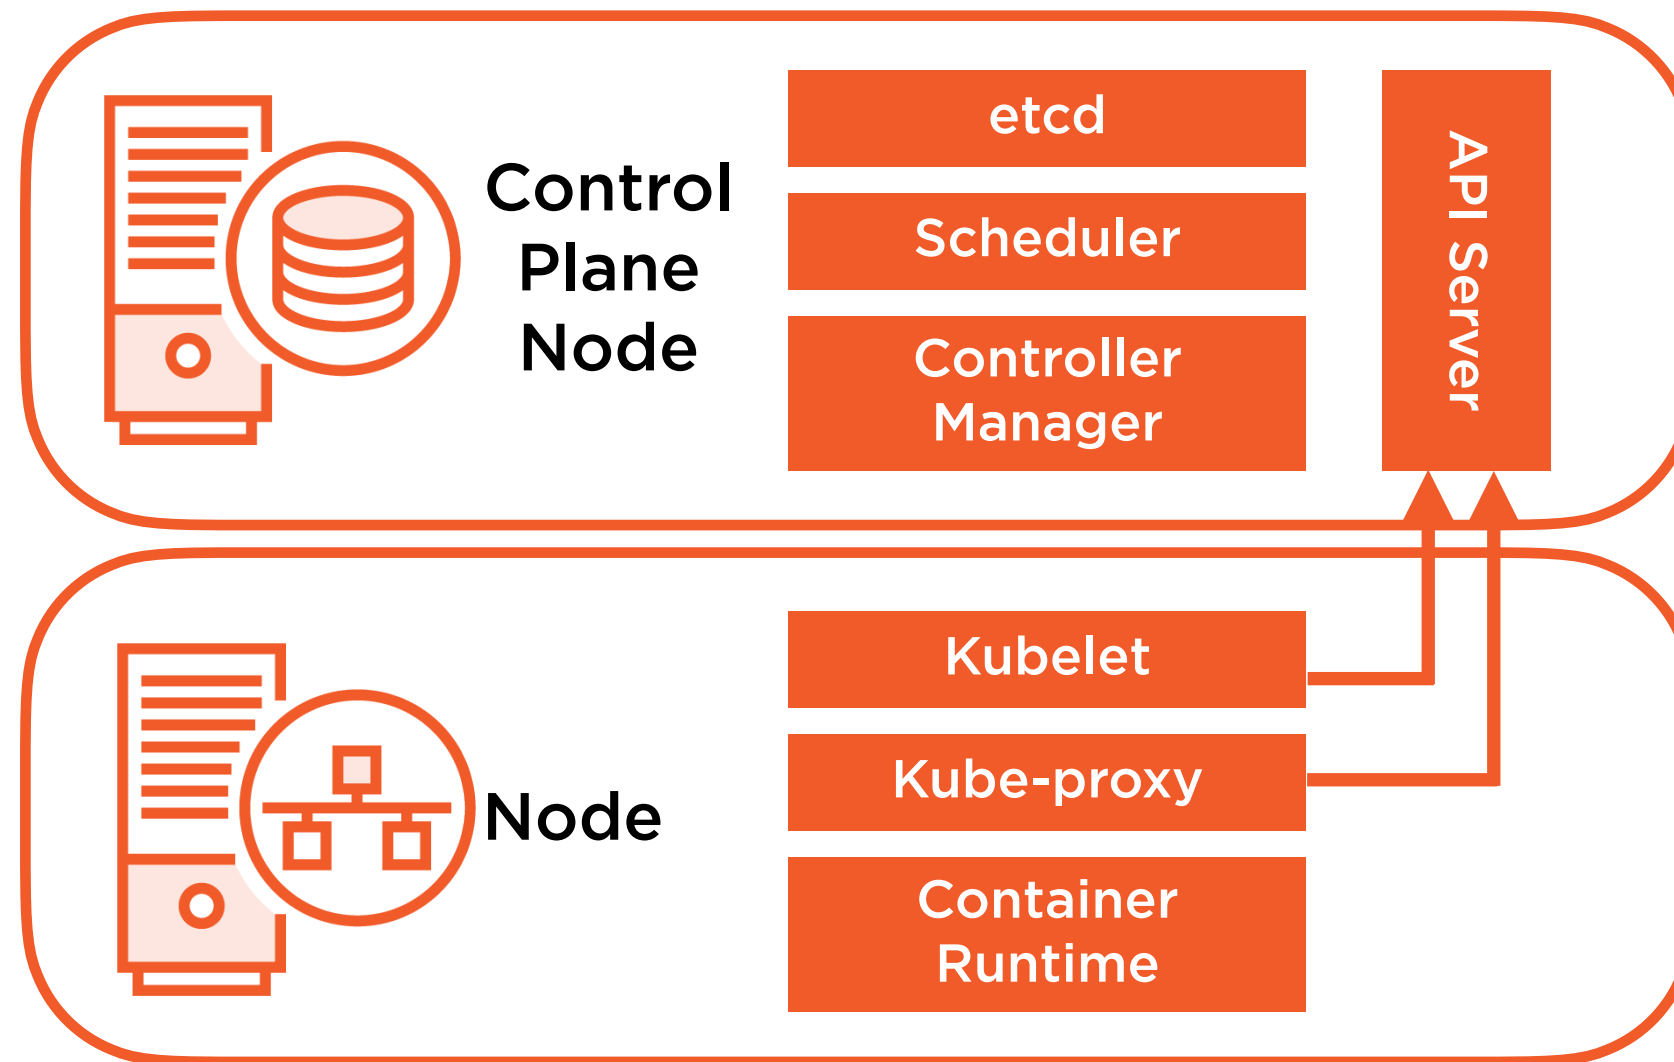 Control
Plane
Node
etcd
Scheduler
Controller
Manager
API Server
Node
Kubelet
Kube-proxy
Container
Runtime